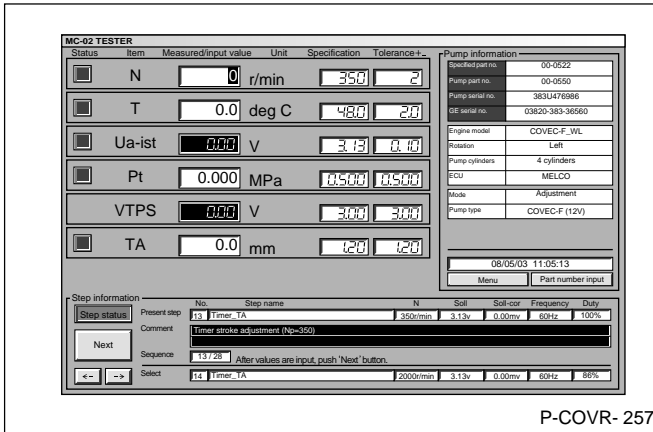 MC-02 TESTER
Status Item Measured/input value Unit Specification Tolerance+-
N 0 r/min 350 2
T 0.0 deg C 48.0 2.0
Ua-ist 0.00 V 3.13 0.10
Pt 0.000 MPa 0.500 0.500
VTPS 0.00 V 3.00 3.00
TA 0.0 mm 1.20 1.20
Pump information
Specified part no. 00-0522
Pump part no. 00-0550
Pump serial no. 383U476986
GE serial no. 03820-383-36560
Engine model COVEC-F_WL
Rotation Left
Pump cylinders 4 cylinders
ECU MELCO
Mode Adjustment
Pump type COVEC-F (12V)
08/05/03 11:05:13
Menu Part number input
Step information
No. Step name N Soll Soll-cor Frequency Duty
Step status Present step 13 Timer_TA 350r/min 3.13v 0.00mv 60Hz 100%
Comment Timer stroke adjustment (Np=350)
Next
Sequence 13 / 28 After values are input, push 'Next' button.
<- -> Select 14 Timer_TA 2000r/min 3.13v 0.00mv 60Hz 86%
P-COVR- 257